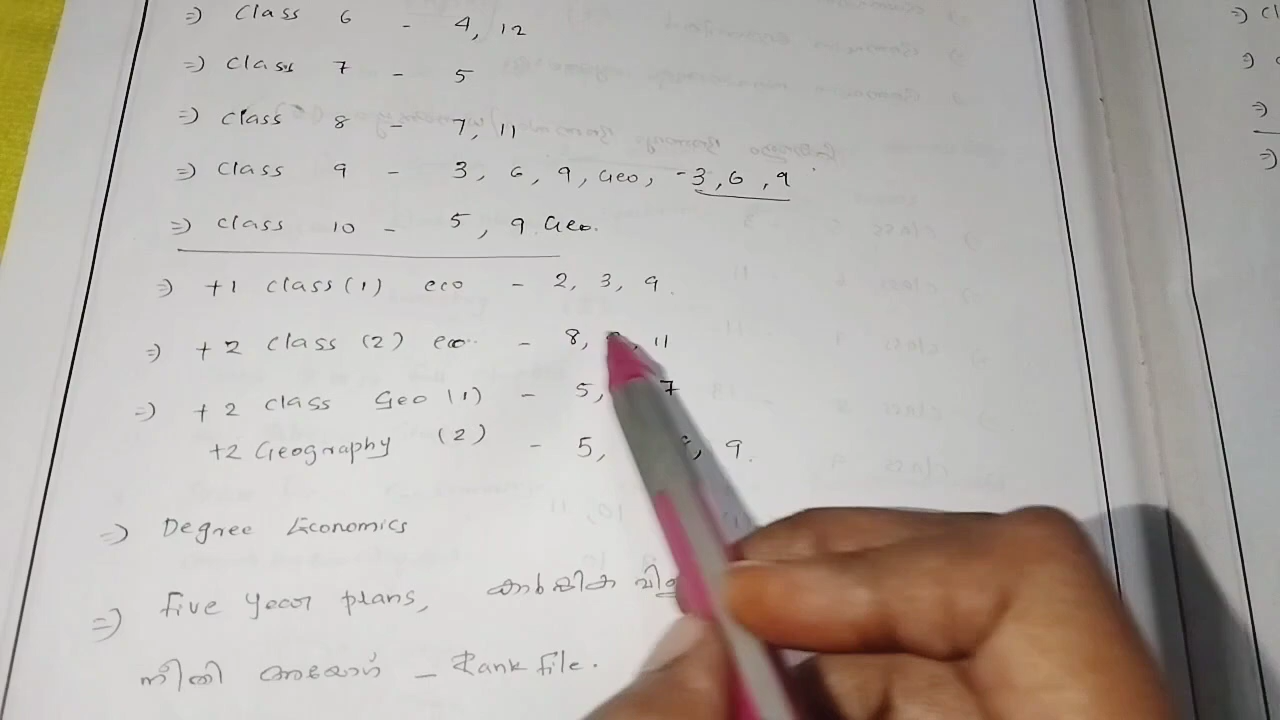 => Class 6 - 4, 12
=> Class 7 - 5
=> Class 8 - 7, 11
=> Class 9 - 3, 6, 9, Geo, - 3, 6, 9
=> Class 10 - 5, 9 Geo.
=> +1 class (1) eco - 2, 3, 9.
=> +2 class (2) eco - 8, 11
=> +2 class Geo (1) - 5, 7
+2 Geography (2) - 5, 9.
=> Degree Economics
=> five year plans, കാർഷിക
നീതി ആയോഗ് - Rank file.